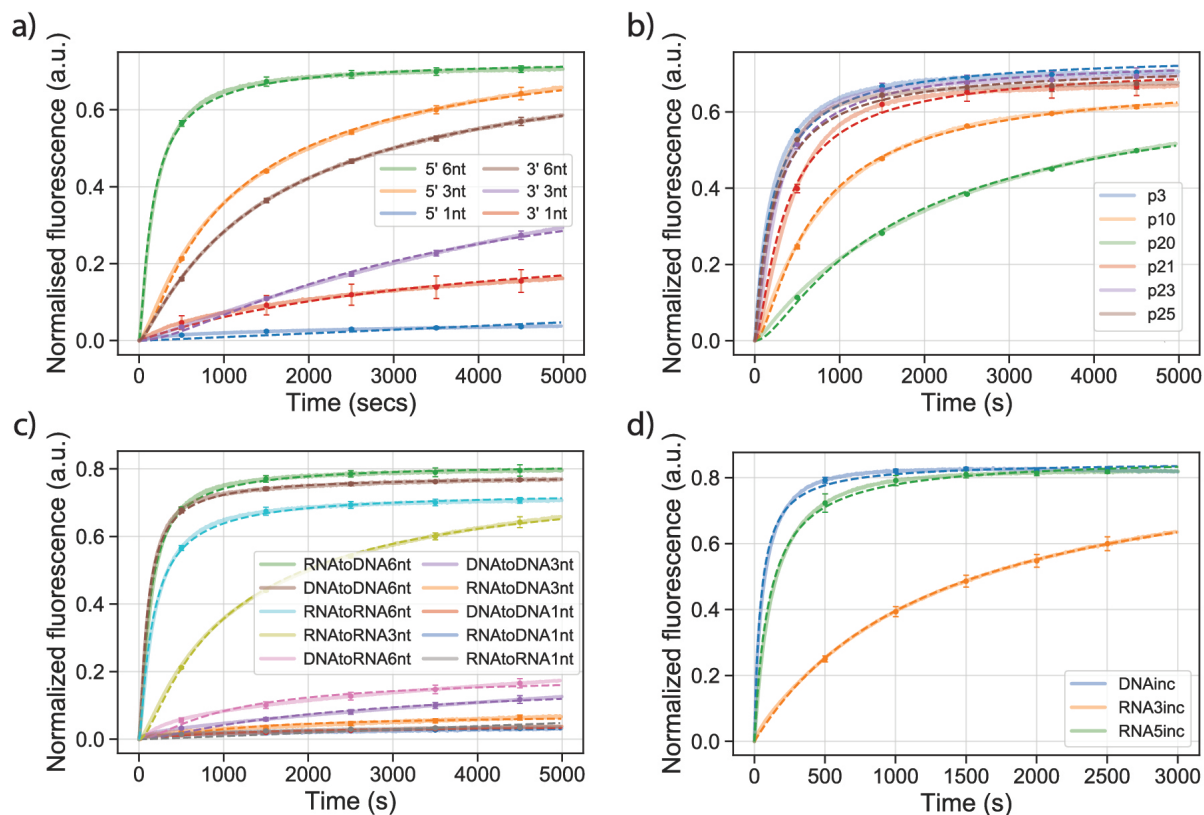 a)
Normalised fluorescence (a.u.)
0.6
0.4
0.2
0.0
5' 6nt 3' 6nt
5' 3nt 3' 3nt
5' 1nt 3' 1nt
0 1000 2000 3000 4000 5000
Time (secs)
b)
Normalized fluorescence (a.u.)
0.6
0.4
0.2
0.0
p3
p10
p20
p21
p23
p25
0 1000 2000 3000 4000 5000
Time (s)
c)
Normalized fluorescence (a.u.)
0.8
0.6
0.4
0.2
0.0
RNAtoDNA6nt DNAtoDNA3nt
DNAtoDNA6nt RNAtoDNA3nt
RNAtoRNA6nt DNAtoDNA1nt
RNAtoRNA3nt RNAtoDNA1nt
DNAtoRNA6nt RNAtoRNA1nt
0 1000 2000 3000 4000 5000
Time (s)
d)
Normalized fluorescence (a.u.)
0.8
0.6
0.4
0.2
0.0
DNAinc
RNA3inc
RNA5inc
0 500 1000 1500 2000 2500 3000
Time (s)